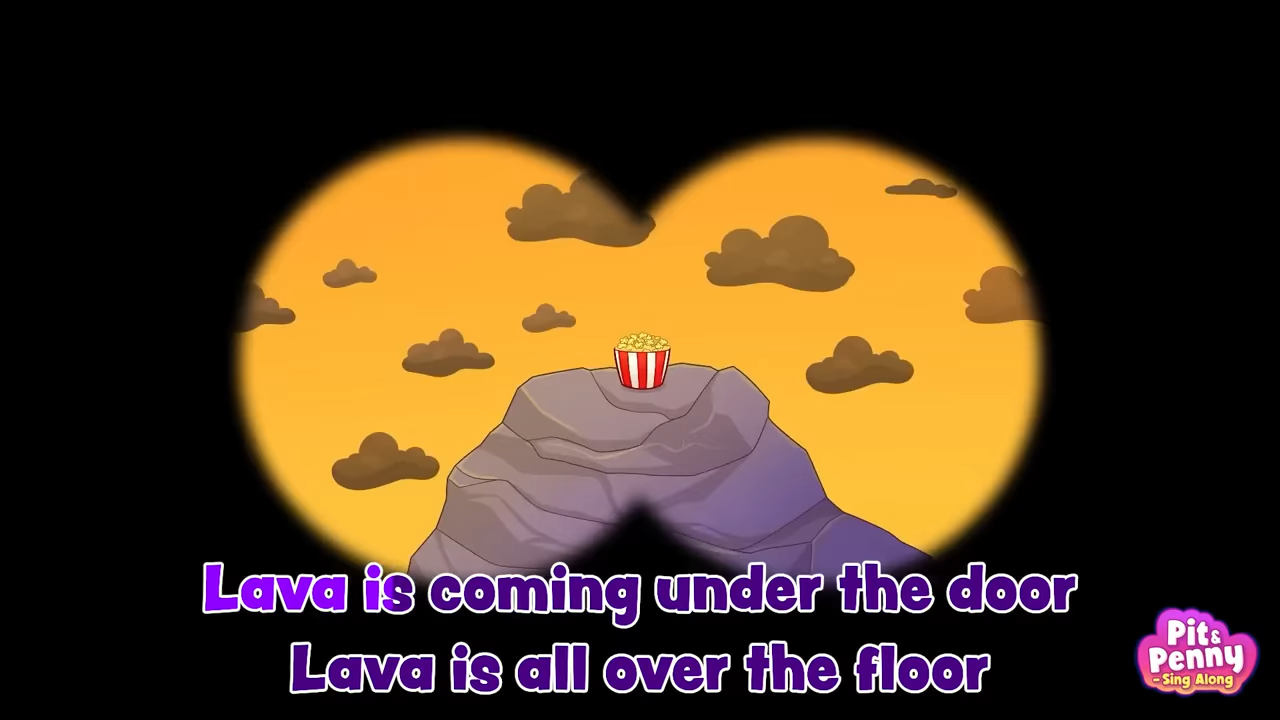 Lava is coming under the door
Lava is all over the floor
Pit &
Penny
- Sing Along